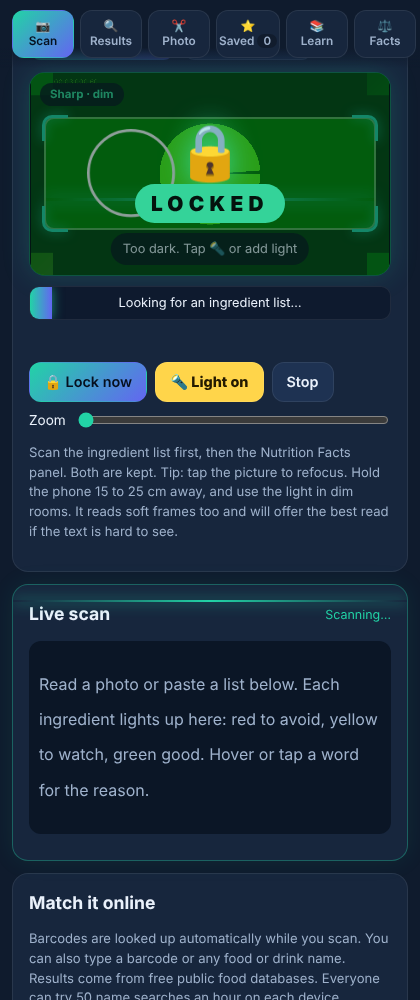 Scan
Results
Photo
Saved 0
Learn
Facts
Sharp · dim
LOCKED
Too dark. Tap 🔦 or add light
Looking for an ingredient list...
🔒 Lock now
🔦 Light on
Stop
Zoom
Scan the ingredient list first, then the Nutrition Facts
panel. Both are kept. Tip: tap the picture to refocus. Hold
the phone 15 to 25 cm away, and use the light in dim
rooms. It reads soft frames too and will offer the best read
if the text is hard to see.
Live scan
Scanning...
Read a photo or paste a list below. Each
ingredient lights up here: red to avoid, yellow
to watch, green good. Hover or tap a word
for the reason.
Match it online
Barcodes are looked up automatically while you scan. You
can also type a barcode or any food or drink name.
Results come from free public food databases. Everyone
can try 50 name searches an hour on each device.